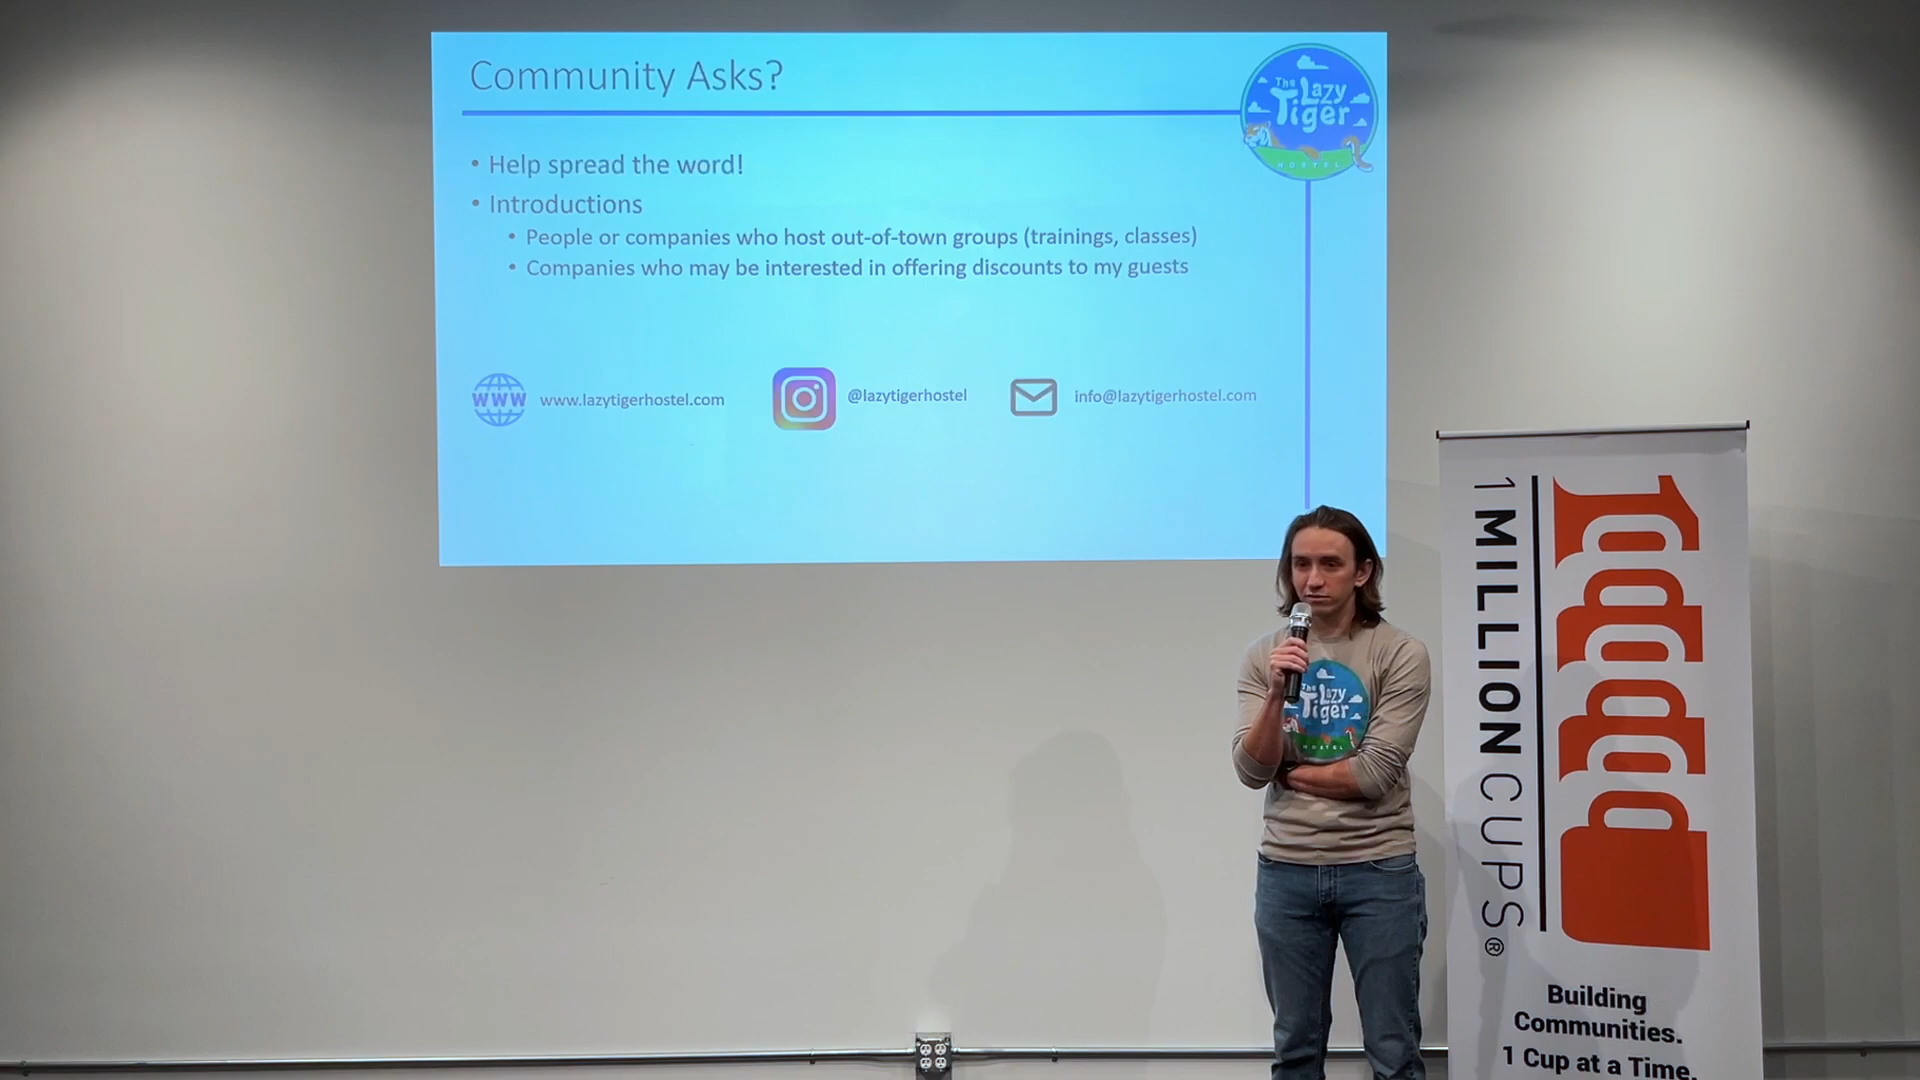 Community Asks?
The Lazy
Tiger
HOSTEL
• Help spread the word!
• Introductions
• People or companies who host out-of-town groups (trainings, classes)
• Companies who may be interested in offering discounts to my guests
www
www.lazytigerhostel.com
@lazytigerhostel
info@lazytigerhostel.com
The Lazy
Tiger
HOSTEL
1 MILLION CUPS®
Building
Communities.
1 Cup at a Time.